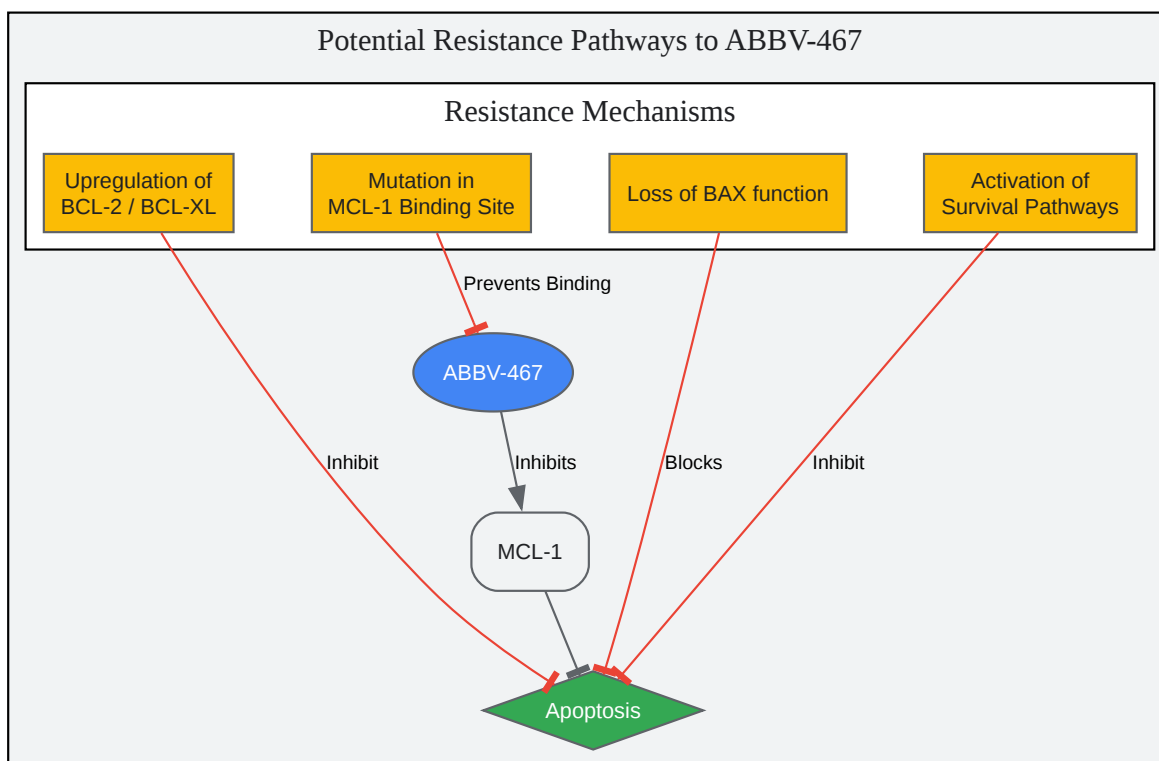 Potential Resistance Pathways to ABBV-467
Resistance Mechanisms
Upregulation of
BCL-2 / BCL-XL
Mutation in
MCL-1 Binding Site
Loss of BAX function
Activation of
Survival Pathways
Prevents Binding
ABBV-467
Inhibit
Inhibits
Blocks
Inhibit
MCL-1
Apoptosis